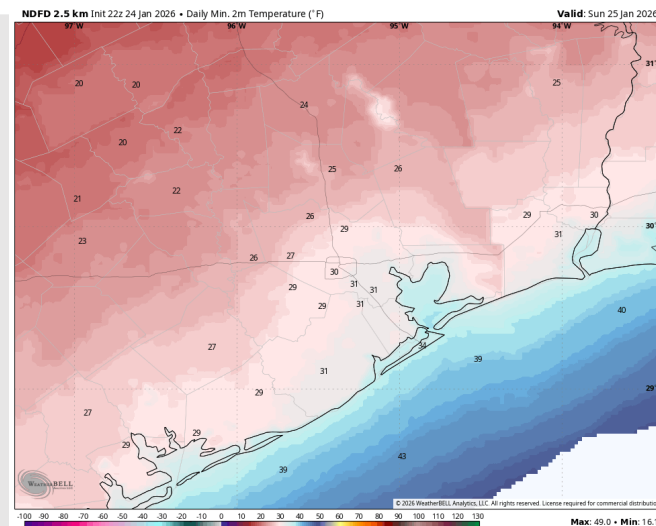 NDFD 2.5 km Init 22z 24 Jan 2026 • Daily Min. 2m Temperature (°F)
Valid: Sun 25 Jan 2026
97°W 96°W 95°W 94°W
31°
20 20 25
24
22
20
25 26
22
21
26 29 30
29 31 30°
23
26 27
30
29 31 31
29 31
40
34
27 39
31
29 29°
27
29
29
43
39
WEATHERBELL
© 2026 WeatherBELL Analytics, LLC. All rights reserved. License required for commercial distributio
-100 -90 -80 -70 -60 -50 -40 -30 -20 -10 0 10 20 30 40 50 60 70 80 90 100 110 120 130
Max: 49.0 • Min: 16.